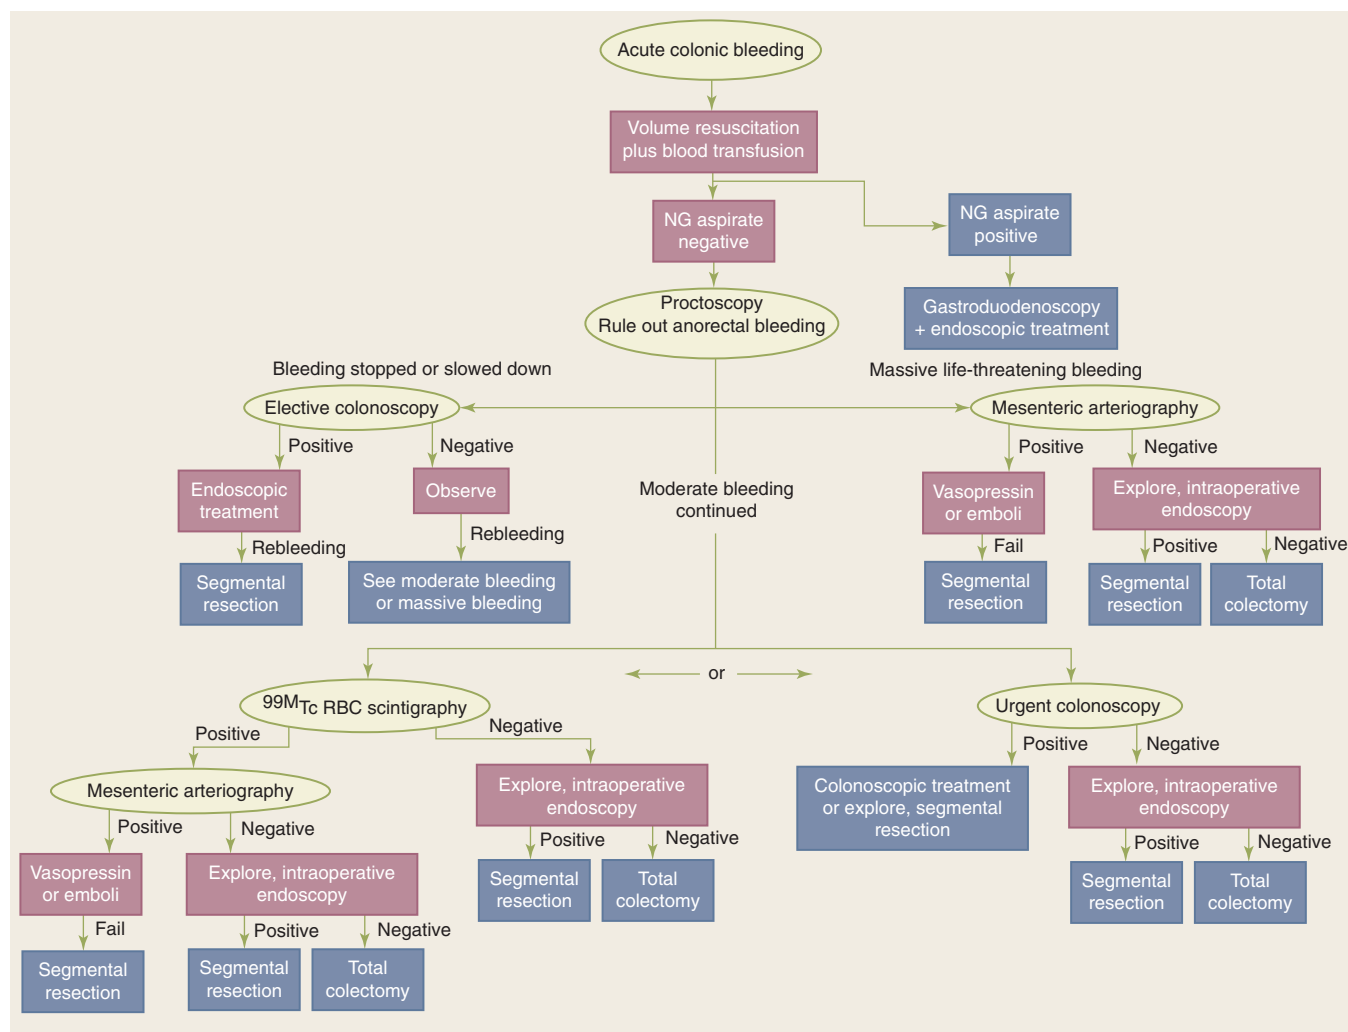 Acute colonic bleeding
Volume resuscitation
plus blood transfusion
NG aspirate
negative
NG aspirate
positive
Proctoscopy
Rule out anorectal bleeding
Gastroduodenoscopy
+ endoscopic treatment
Bleeding stopped or slowed down
Massive life-threatening bleeding
Elective colonoscopy
Mesenteric arteriography
Positive
Negative
Positive
Negative
Endoscopic
treatment
Observe
Moderate bleeding
continued
Vasopressin
or emboli
Explore, intraoperative
endoscopy
Rebleeding
Rebleeding
Fail
Positive
Negative
Segmental
resection
See moderate bleeding
or massive bleeding
Segmental
resection
Segmental
resection
Total
colectomy
or
99MTc RBC scintigraphy
Urgent colonoscopy
Positive
Negative
Positive
Negative
Mesenteric arteriography
Explore, intraoperative
endoscopy
Colonoscopic treatment
or explore, segmental
resection
Explore, intraoperative
endoscopy
Positive
Negative
Positive
Negative
Positive
Negative
Vasopressin
or emboli
Explore, intraoperative
endoscopy
Segmental
resection
Total
colectomy
Segmental
resection
Total
colectomy
Fail
Positive
Negative
Segmental
resection
Segmental
resection
Total
colectomy